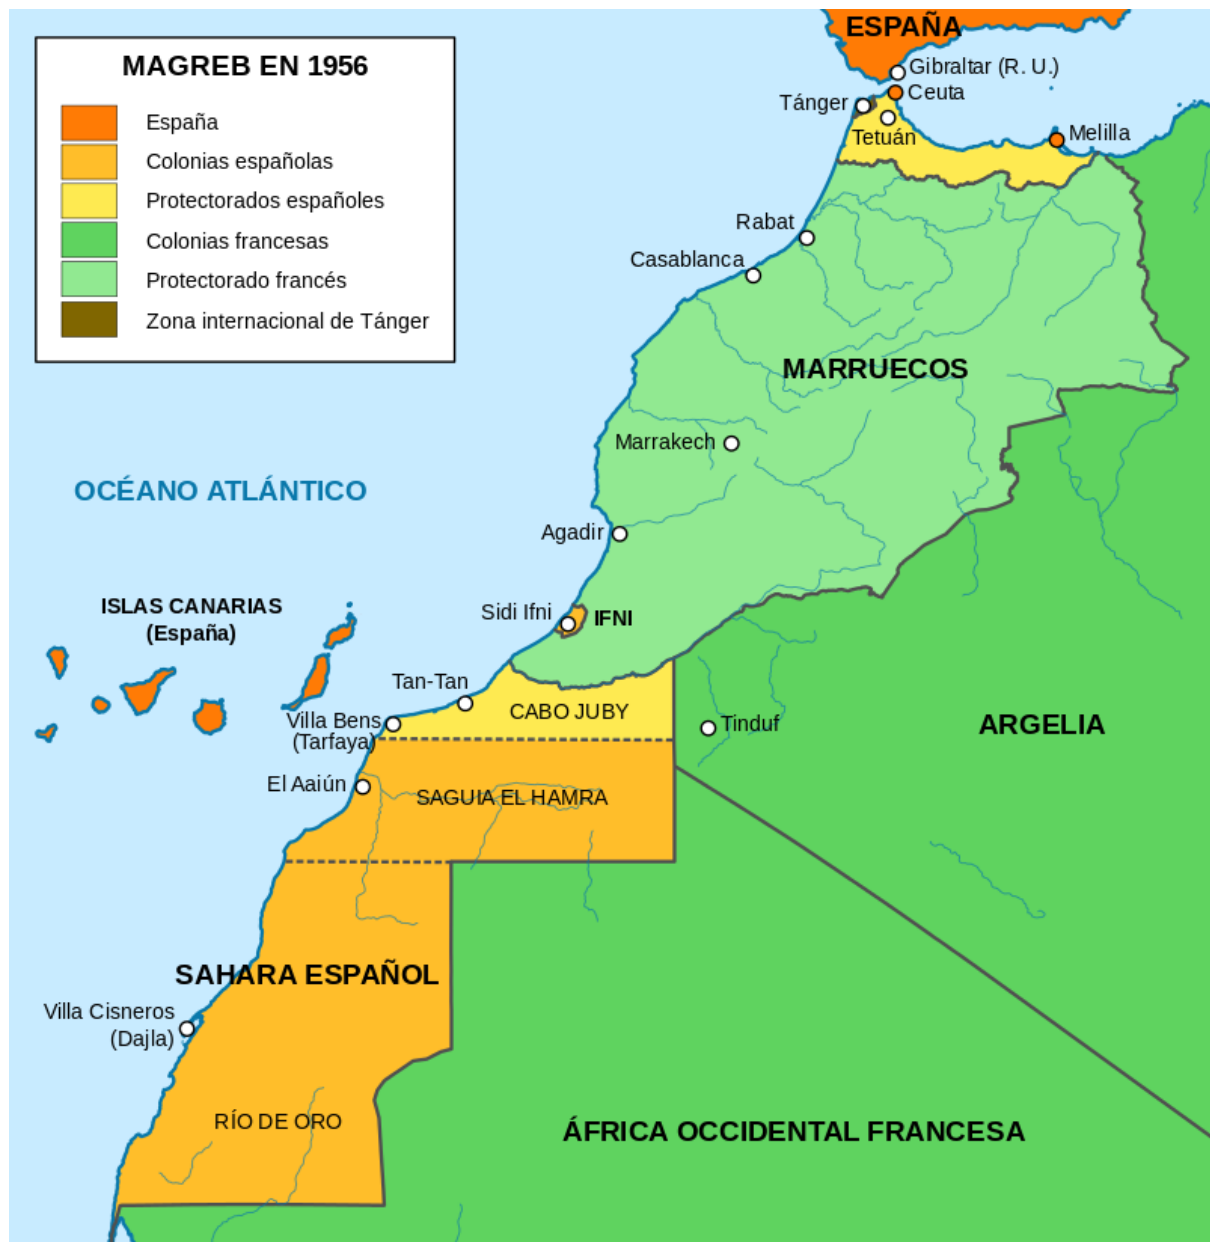 MAGREB EN 1956
España
Colonias españolas
Protectorados españoles
Colonias francesas
Protectorado francés
Zona internacional de Tánger
ESPAÑA
Gibraltar (R. U.)
Ceuta
Tánger
Tetuán
Melilla
Rabat
Casablanca
MARRUECOS
Marrakech
OCÉANO ATLÁNTICO
Agadir
ISLAS CANARIAS
(España)
Sidi Ifni
IFNI
Tan-Tan
CABO JUBY
Villa Bens
(Tarfaya)
Tinduf
ARGELIA
El Aaiún
SAGUIA EL HAMRA
SAHARA ESPAÑOL
Villa Cisneros
(Dajla)
RÍO DE ORO
ÁFRICA OCCIDENTAL FRANCESA